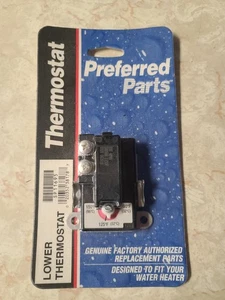 Thermostat
Preferred
Parts
LOWER
THERMOSTAT
GENUINE FACTORY AUTHORIZED
REPLACEMENT PARTS
DESIGNED TO FIT YOUR
WATER HEATER